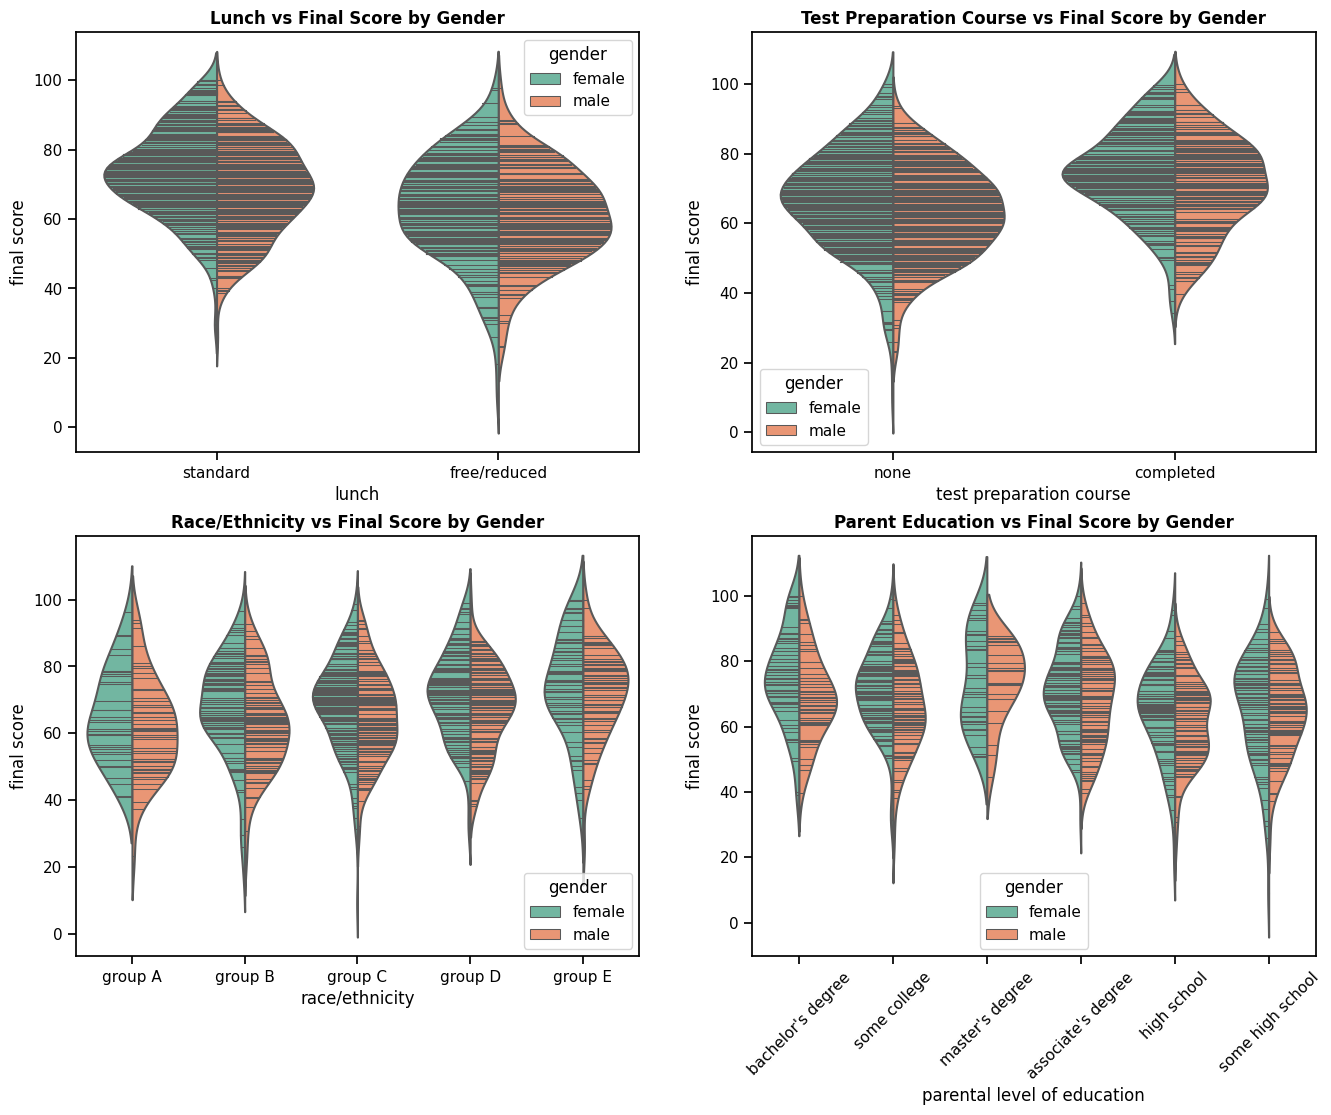 Lunch vs Final Score by Gender
final score
100
80
60
40
20
0
gender
female
male
standard
free/reduced
lunch
Test Preparation Course vs Final Score by Gender
final score
100
80
60
40
20
0
gender
female
male
none
completed
test preparation course
Race/Ethnicity vs Final Score by Gender
final score
100
80
60
40
20
0
gender
female
male
group A
group B
group C
group D
group E
race/ethnicity
Parent Education vs Final Score by Gender
final score
100
80
60
40
20
0
gender
female
male
bachelor's degree
some college
master's degree
associate's degree
high school
some high school
parental level of education